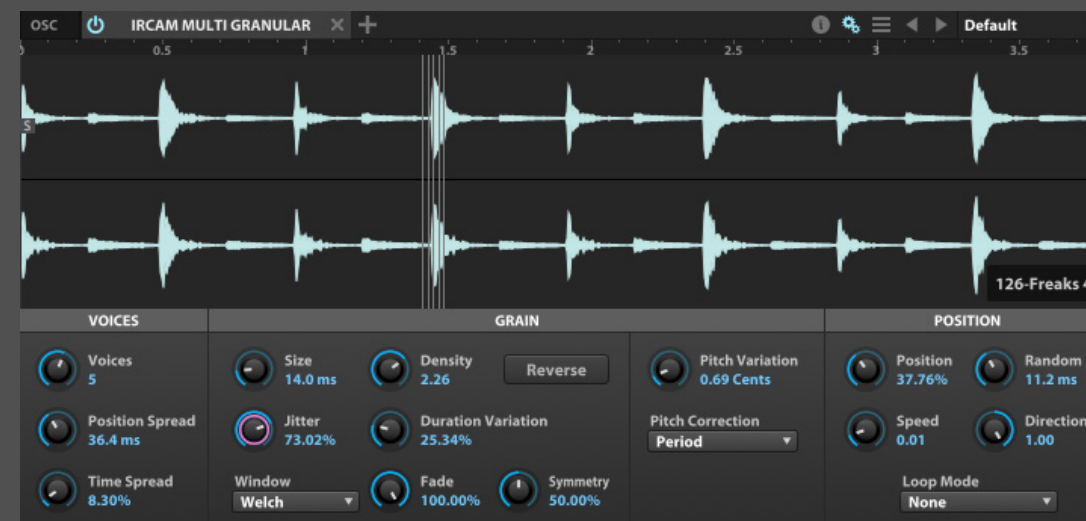 OSC IRCAM MULTI GRANULAR Default
0.5 1 1.5 2 2.5 3 3.5
S
126-Freaks 4
VOICES GRAIN POSITION
Voices
5
Size
14.0 ms
Density
2.26
Reverse
Pitch Variation
0.69 Cents
Position
37.76%
Random
11.2 ms
Position Spread
36.4 ms
Jitter
73.02%
Duration Variation
25.34%
Pitch Correction
Period
Speed
0.01
Direction
1.00
Time Spread
8.30%
Window
Welch
Fade
100.00%
Symmetry
50.00%
Loop Mode
None